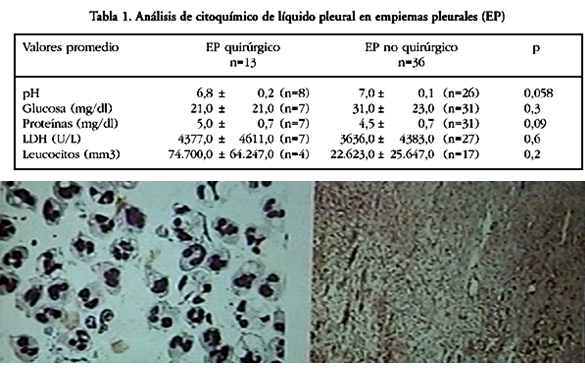 Tabla 1. Análisis de citoquímico de líquido pleural en empiemas pleurales (EP)
Valores promedio EP quirúrgico EP no quirúrgico p
n=13 n=36
pH 6,8 ± 0,2 (n=8) 7,0 ± 0,1 (n=26) 0,058
Glucosa (mg/dl) 21,0 ± 21,0 (n=7) 31,0 ± 23,0 (n=31) 0,3
Proteínas (mg/dl) 5,0 ± 0,7 (n=7) 4,5 ± 0,7 (n=31) 0,09
LDH (U/L) 4377,0 ± 4611,0 (n=7) 3636,0 ± 4383,0 (n=27) 0,6
Leucocitos (mm3) 74.700,0 ± 64.247,0 (n=4) 22.623,0 ± 25.647,0 (n=17) 0,2